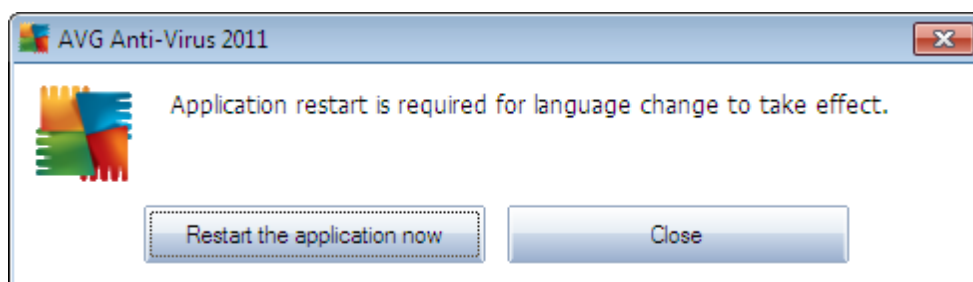 AVG Anti-Virus 2011
Application restart is required for language change to take effect.
Restart the application now
Close